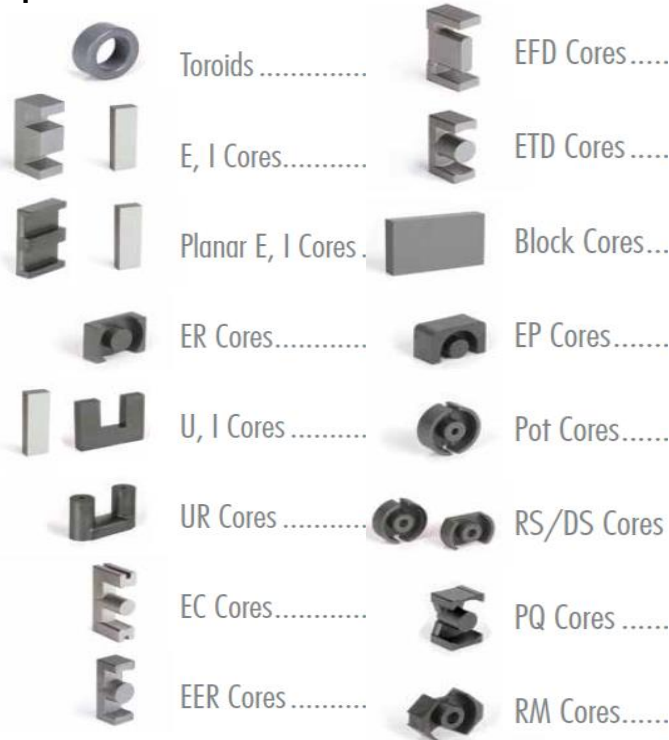 Toroids ..............
E, I Cores............
Planar E, I Cores .
ER Cores............
U, I Cores ..........
UR Cores ...........
EC Cores............
EER Cores ..........
EFD Cores.....
ETD Cores .....
Block Cores...
EP Cores.......
Pot Cores......
RS/DS Cores
PQ Cores ......
RM Cores.....